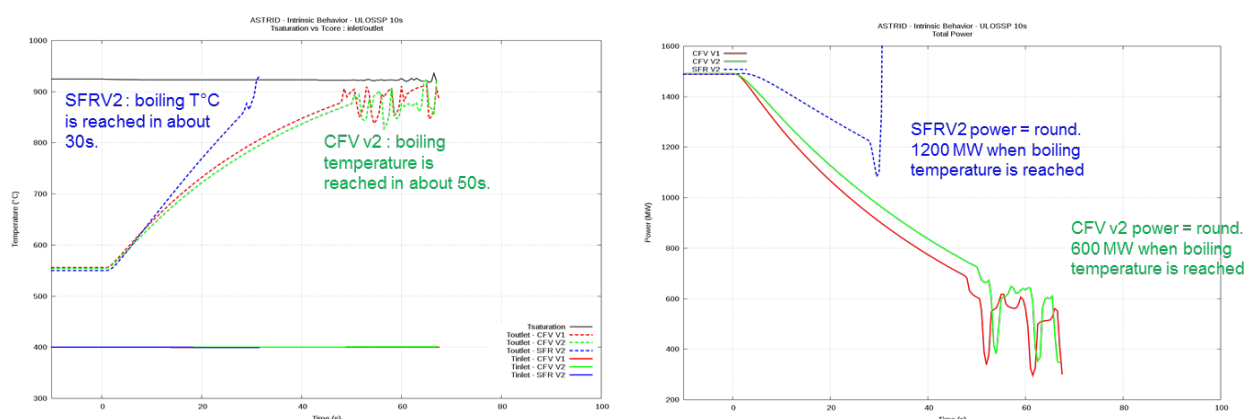 ASTRID - Intrinsic Behavior - ULOSSP 10s
Tsaturation vs Tcore : inlet/outlet
1000
900
800
700
600
500
400
300
Temperature (°C)
SFRV2 : boiling T°C
is reached in about
30s.
CFV v2 : boiling
temperature is
reached in about 50s.
Tsaturation
Toutlet - CFV V1
Toutlet - CFV V2
Toutlet - SFR V2
Tinlet - CFV V1
Tinlet - CFV V2
Tinlet - SFR V2
0
20
40
60
80
100
Time (s)
ASTRID - Intrinsic Behavior - ULOSSP 10s
Total Power
1600
1400
1200
1000
800
600
400
200
Power (MW)
CFV V1
CFV V2
SFR V2
SFRV2 power = round.
1200 MW when boiling
temperature is reached
CFV v2 power = round.
600 MW when boiling
temperature is reached
0
20
40
60
80
100
Time (s)